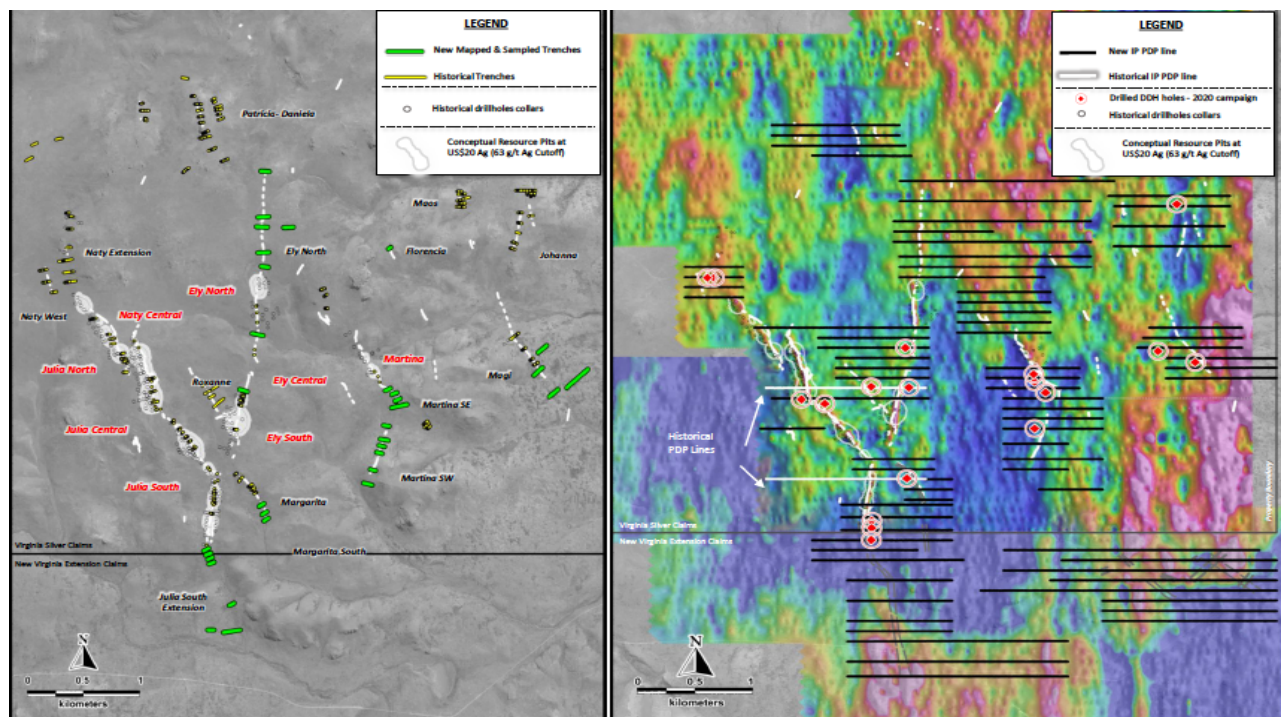 LEGEND
New Mapped & Sampled Trenches
Historical Trenches
Historical drillholes collars
Conceptual Resource Pits at
US$20 Ag (63 g/t Ag Cutoff)
Patricia- Daniela
Maos
Naty Extension
Ely North
Florencia
Johanna
Ely North
Naty West
Naty Central
Julia North
Martina
Roxanne
Ely Central
Magi
Martina SE
Julia Central
Ely South
Julia South
Martina SW
Margarita
Virginia Silver Claims
Margarita South
New Virginia Extension Claims
Julia South
Extension
N
0 0.5 1
kilometers
LEGEND
New IP PDP line
Historical IP PDP line
Drilled DDH holes - 2020 campaign
Historical drillholes collars
Conceptual Resource Pits at
US$20 Ag (63 g/t Ag Cutoff)
Historical
PDP Lines
Property Boundary
Virginia Silver Claims
New Virginia Extension Claims
N
0 0.5 1
kilometers